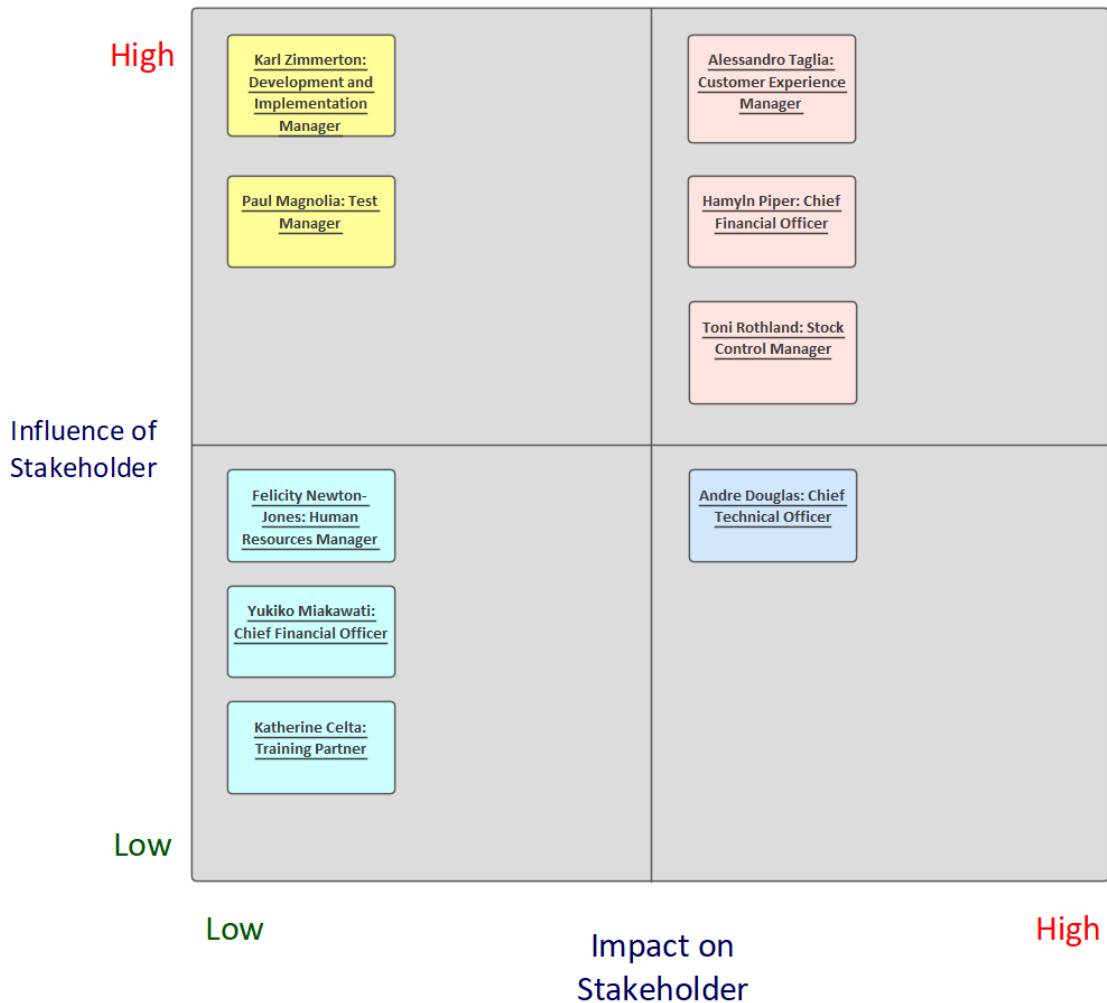 High
Karl Zimmerton:
Development and
Implementation
Manager
Paul Magnolia: Test
Manager
Alessandro Taglia:
Customer Experience
Manager
Hamyln Piper: Chief
Financial Officer
Toni Rothland: Stock
Control Manager
Influence of
Stakeholder
Felicity Newton-
Jones: Human
Resources Manager
Yukiko Miakawati:
Chief Financial Officer
Katherine Celta:
Training Partner
Andre Douglas: Chief
Technical Officer
Low
Low
Impact on
Stakeholder
High